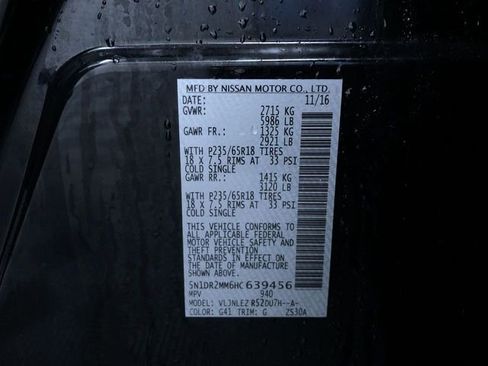 MFD BY NISSAN MOTOR CO., LTD.
DATE: 11/16
GVWR: 2715 KG
5986 LB
GAWR FR.: 1325 KG
2921 LB
WITH P235/65R18 TIRES
18 X 7.5 RIMS AT 33 PSI
COLD SINGLE
GAWR RR.: 1415 KG
3120 LB
WITH P235/65R18 TIRES
18 X 7.5 RIMS AT 33 PSI
COLD SINGLE
THIS VEHICLE CONFORMS TO
ALL APPLICABLE FEDERAL
MOTOR VEHICLE SAFETY AND
THEFT PREVENTION
STANDARDS IN EFFECT ON
THE DATE OF MANUFACTURE
SHOWN ABOVE.
5N1DR2MM6HC 639456
MPV 940
MODEL: VLJNLEZ R52DU7H--A-
COLOR: G41 TRIM: G ZS30A